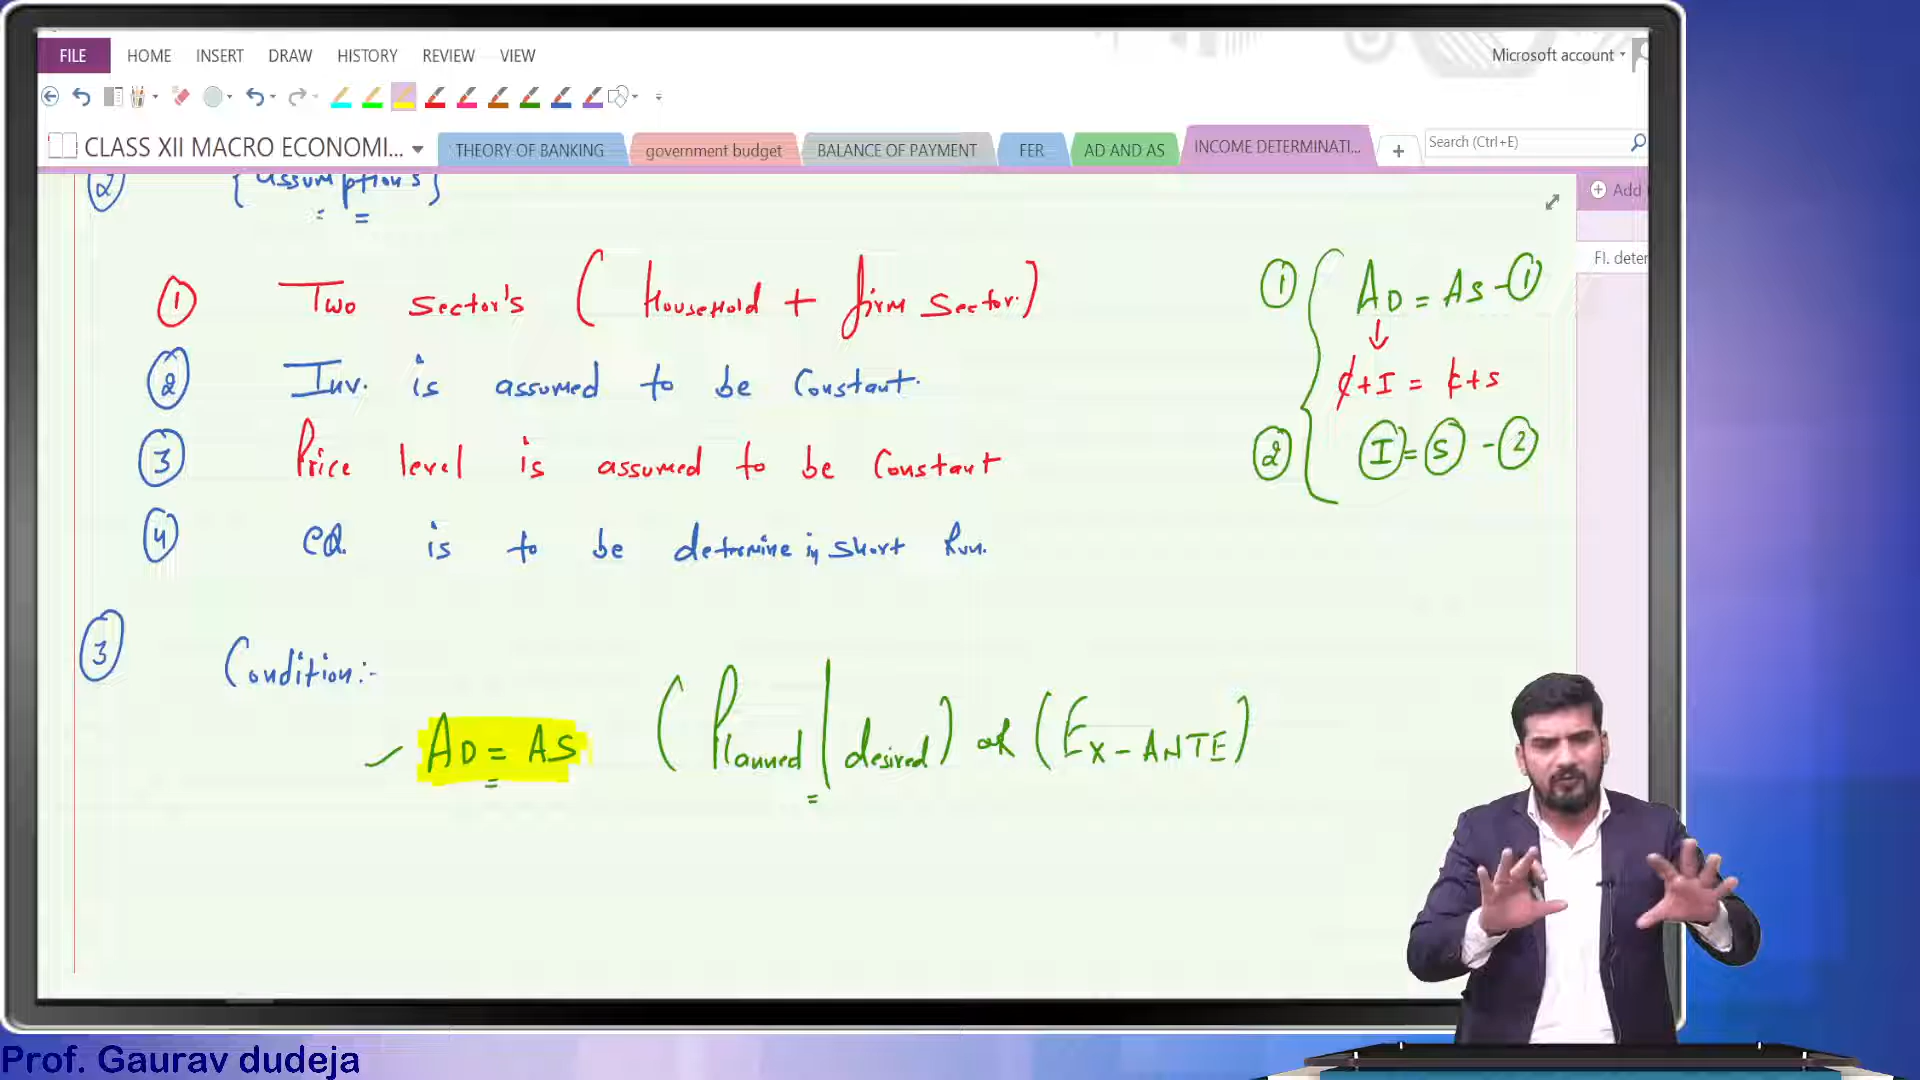 FILE HOME INSERT DRAW HISTORY REVIEW VIEW
Microsoft account
CLASS XII MACRO ECONOMI... THEORY OF BANKING government budget BALANCE OF PAYMENT FER AD AND AS INCOME DETERMINATI... + Search (Ctrl+E)
Add
FI. deter
② {assumptions}
① Two sector's (Household + firm sector.)
② Inv. is assumed to be Constant.
③ Price level is assumed to be Constant
④ eq. is to be determine in short Run.
① AD = AS - ①
↓
C+I = C+S
② I = S - ②
③ Condition:-
✓ AD = AS (Planned | desired) or (EX-ANTE)
Prof. Gaurav dudeja